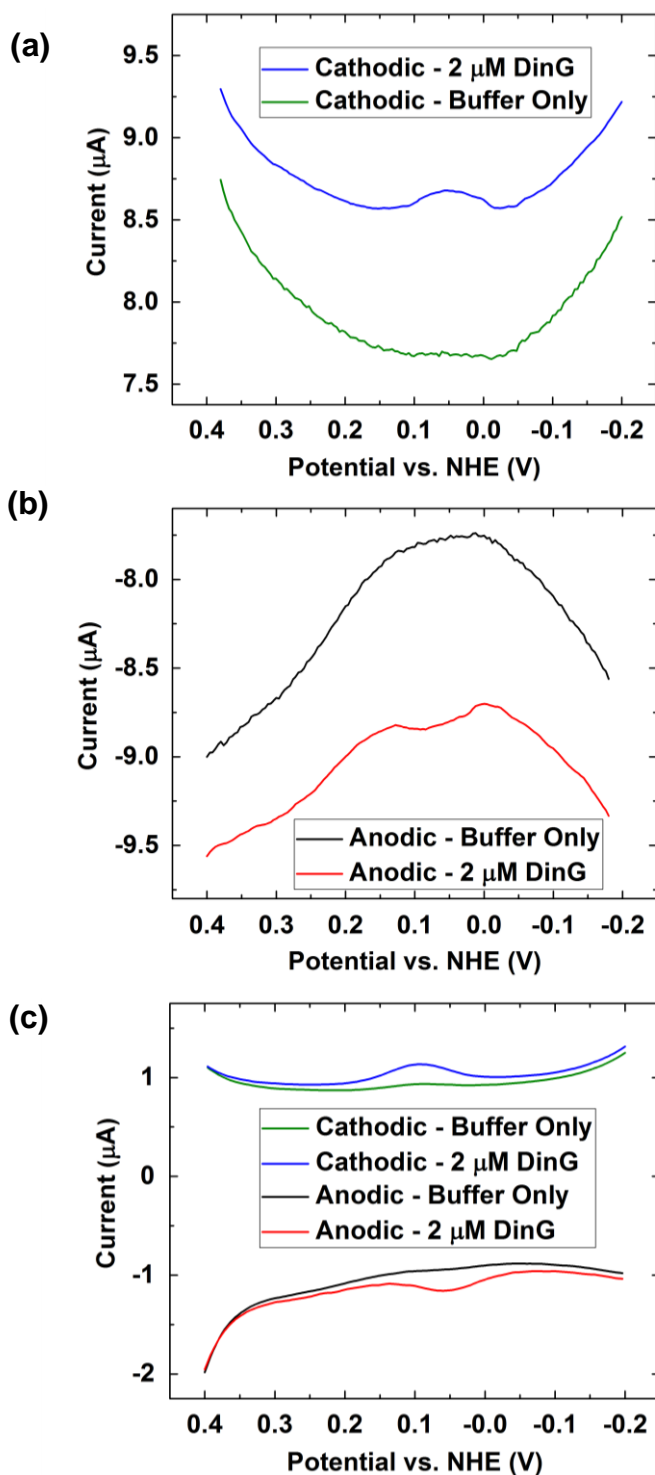 (a)
9.5
9.0
8.5
8.0
7.5
Current (μA)
Cathodic - 2 μM DinG
Cathodic - Buffer Only
0.4 0.3 0.2 0.1 0.0 -0.1 -0.2
Potential vs. NHE (V)
(b)
-8.0
-8.5
-9.0
-9.5
Current (μA)
Anodic - Buffer Only
Anodic - 2 μM DinG
0.4 0.3 0.2 0.1 0.0 -0.1 -0.2
Potential vs. NHE (V)
(c)
1
0
-1
-2
Current (μA)
Cathodic - Buffer Only
Cathodic - 2 μM DinG
Anodic - Buffer Only
Anodic - 2 μM DinG
0.4 0.3 0.2 0.1 -0.0 -0.1 -0.2
Potential vs. NHE (V)